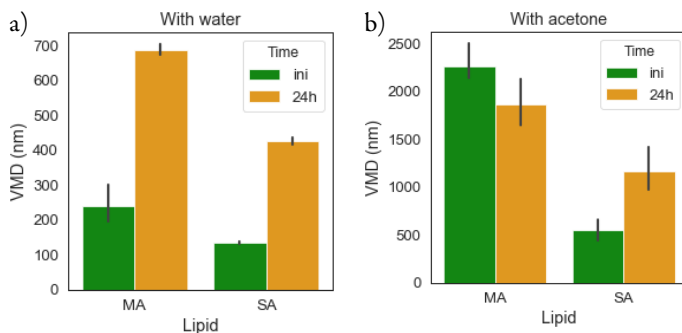 a)
With water
VMD (nm)
700
600
500
400
300
200
100
0
Time
ini
24h
MA
SA
Lipid
b)
With acetone
VMD (nm)
2500
2000
1500
1000
500
0
Time
ini
24h
MA
SA
Lipid